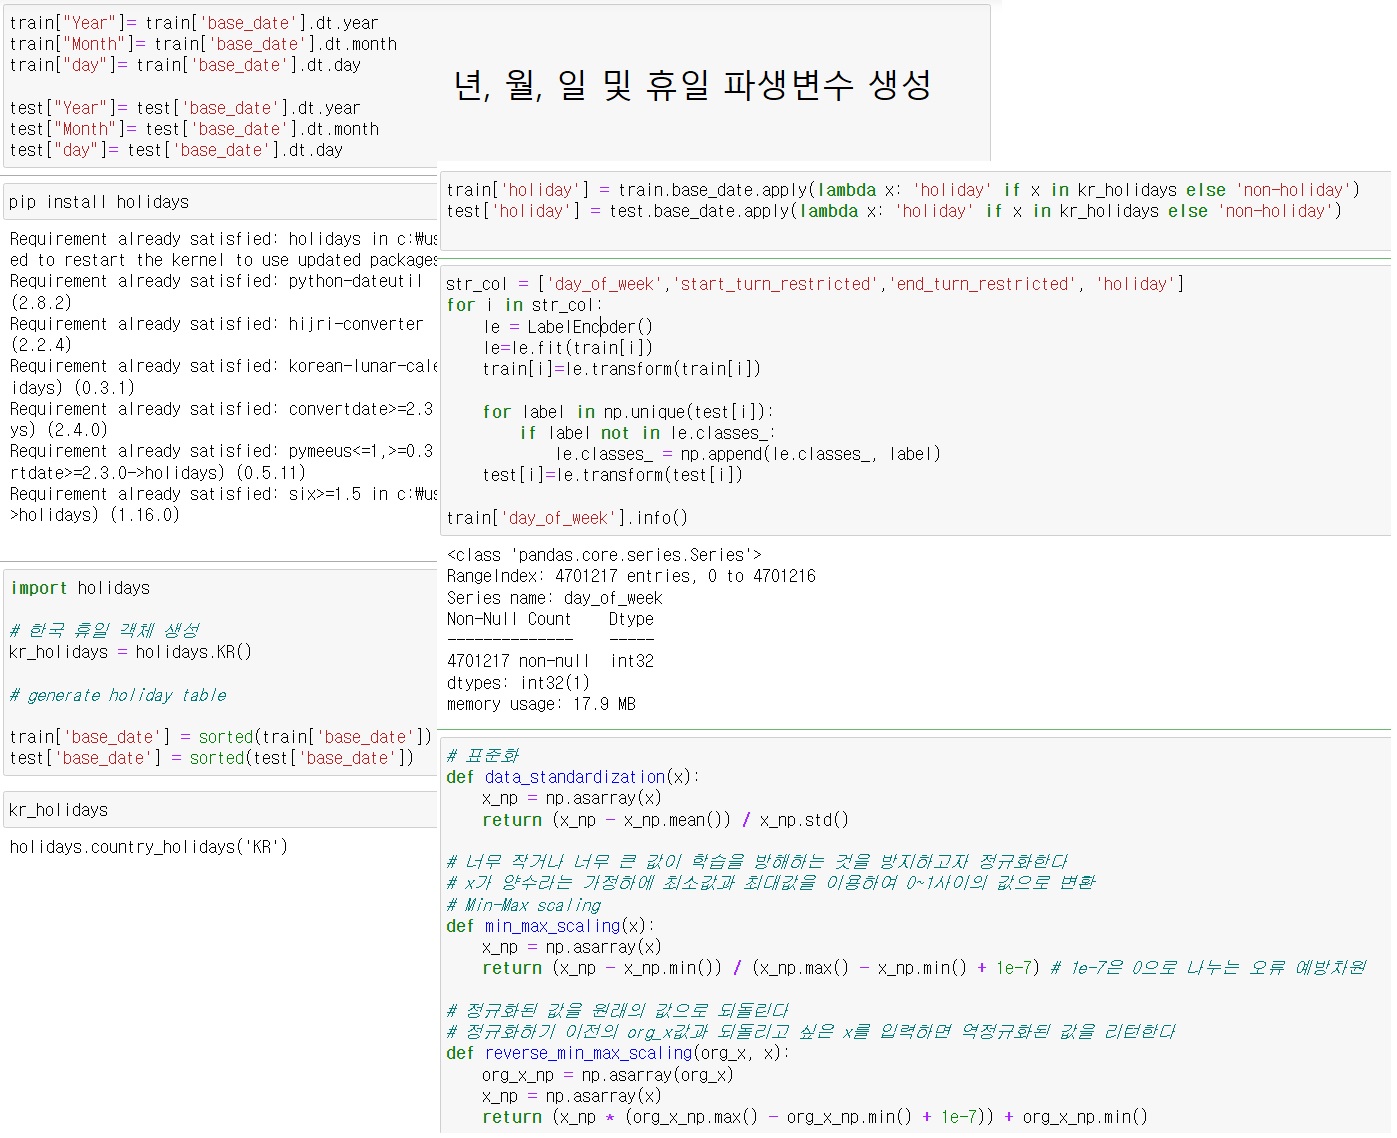 train["Year"]= train['base_date'].dt.year
train["Month"]= train['base_date'].dt.month
train["day"]= train['base_date'].dt.day
test["Year"]= test['base_date'].dt.year
test["Month"]= test['base_date'].dt.month
test["day"]= test['base_date'].dt.day
년, 월, 일 및 휴일 파생변수 생성
pip install holidays
Requirement already satisfied: holidays in c:₩us
ed to restart the kernel to use updated packages
Requirement already satisfied: python-dateutil
(2.8.2)
Requirement already satisfied: hijri-converter
(2.2.4)
Requirement already satisfied: korean-lunar-cale
idays) (0.3.1)
Requirement already satisfied: convertdate>=2.3
ys) (2.4.0)
Requirement already satisfied: pymeeus<=1,>=0.3
rtdate>=2.3.0->holidays) (0.5.11)
Requirement already satisfied: six>=1.5 in c:₩us
>holidays) (1.16.0)
import holidays
# 한국 휴일 객체 생성
kr_holidays = holidays.KR()
# generate holiday table
train['base_date'] = sorted(train['base_date'])
test['base_date'] = sorted(test['base_date'])
kr_holidays
holidays.country_holidays('KR')
train['holiday'] = train.base_date.apply(lambda x: 'holiday' if x in kr_holidays else 'non-holiday')
test['holiday'] = test.base_date.apply(lambda x: 'holiday' if x in kr_holidays else 'non-holiday')
str_col = ['day_of_week','start_turn_restricted','end_turn_restricted', 'holiday']
for i in str_col:
    le = LabelEncoder()
    le=le.fit(train[i])
    train[i]=le.transform(train[i])
    for label in np.unique(test[i]):
        if label not in le.classes_:
            le.classes_ = np.append(le.classes_, label)
    test[i]=le.transform(test[i])
train['day_of_week'].info()
<class 'pandas.core.series.Series'>
RangeIndex: 4701217 entries, 0 to 4701216
Series name: day_of_week
Non-Null Count    Dtype
--------------    -----
4701217 non-null  int32
dtypes: int32(1)
memory usage: 17.9 MB
# 표준화
def data_standardization(x):
    x_np = np.asarray(x)
    return (x_np - x_np.mean()) / x_np.std()
# 너무 작거나 너무 큰 값이 학습을 방해하는 것을 방지하고자 정규화한다
# x가 양수라는 가정하에 최소값과 최대값을 이용하여 0~1사이의 값으로 변환
# Min-Max scaling
def min_max_scaling(x):
    x_np = np.asarray(x)
    return (x_np - x_np.min()) / (x_np.max() - x_np.min() + 1e-7) # 1e-7은 0으로 나누는 오류 예방차원
# 정규화된 값을 원래의 값으로 되돌린다
# 정규화하기 이전의 org_x값과 되돌리고 싶은 x를 입력하면 역정규화된 값을 리턴한다
def reverse_min_max_scaling(org_x, x):
    org_x_np = np.asarray(org_x)
    x_np = np.asarray(x)
    return (x_np * (org_x_np.max() - org_x_np.min() + 1e-7)) + org_x_np.min()